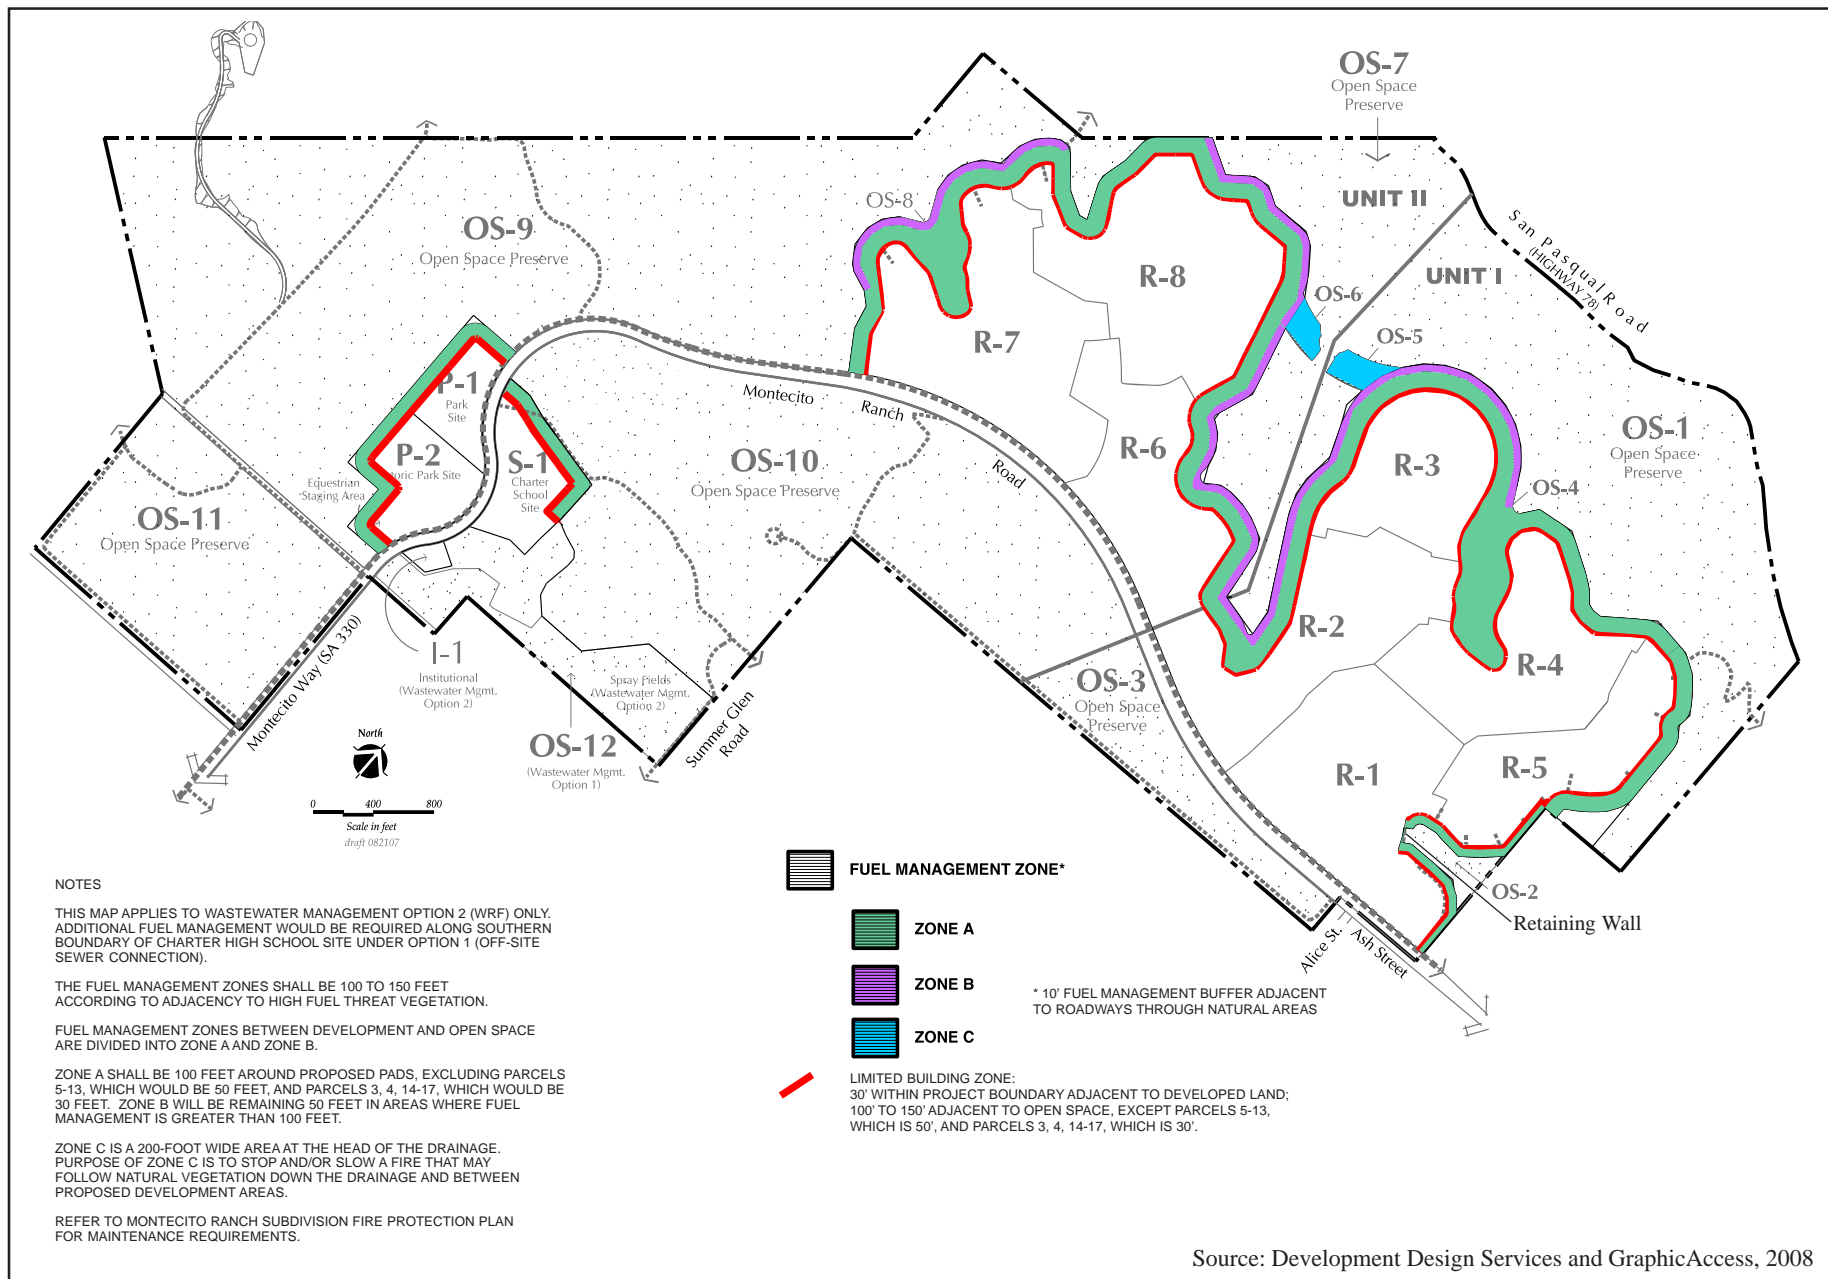 OS-7
Open Space
Preserve
UNIT II
UNIT I
San Pasqual Road
(HIGHWAY 78)
OS-8
OS-9
Open Space Preserve
R-8
OS-6
OS-5
R-7
P-1
Park
Site
Montecito
Ranch
Road
OS-1
Open Space
Preserve
R-6
R-3
P-2
toric Park Site
S-1
Charter
School
Site
OS-10
Open Space Preserve
Equestrian
Staging Area
OS-4
OS-11
Open Space Preserve
R-2
R-4
I-1
Institutional
(Wastewater Mgmt.
Option 2)
Spray Fields
(Wastewater Mgmt.
Option 2)
OS-3
Open Space
Preserve
Montecito Way (SA 330)
Summer Glen
Road
OS-12
(Wastewater Mgmt.
Option 1)
R-1
R-5
North
0 400 800
Scale in feet
draft 082107
OS-2
Retaining Wall
Alice St.
Ash Street
NOTES
THIS MAP APPLIES TO WASTEWATER MANAGEMENT OPTION 2 (WRF) ONLY.
ADDITIONAL FUEL MANAGEMENT WOULD BE REQUIRED ALONG SOUTHERN
BOUNDARY OF CHARTER HIGH SCHOOL SITE UNDER OPTION 1 (OFF-SITE
SEWER CONNECTION).
THE FUEL MANAGEMENT ZONES SHALL BE 100 TO 150 FEET
ACCORDING TO ADJACENCY TO HIGH FUEL THREAT VEGETATION.
FUEL MANAGEMENT ZONES BETWEEN DEVELOPMENT AND OPEN SPACE
ARE DIVIDED INTO ZONE A AND ZONE B.
ZONE A SHALL BE 100 FEET AROUND PROPOSED PADS, EXCLUDING PARCELS
5-13, WHICH WOULD BE 50 FEET, AND PARCELS 3, 4, 14-17, WHICH WOULD BE
30 FEET. ZONE B WILL BE REMAINING 50 FEET IN AREAS WHERE FUEL
MANAGEMENT IS GREATER THAN 100 FEET.
ZONE C IS A 200-FOOT WIDE AREA AT THE HEAD OF THE DRAINAGE.
PURPOSE OF ZONE C IS TO STOP AND/OR SLOW A FIRE THAT MAY
FOLLOW NATURAL VEGETATION DOWN THE DRAINAGE AND BETWEEN
PROPOSED DEVELOPMENT AREAS.
REFER TO MONTECITO RANCH SUBDIVISION FIRE PROTECTION PLAN
FOR MAINTENANCE REQUIREMENTS.
FUEL MANAGEMENT ZONE*
ZONE A
ZONE B
ZONE C
* 10' FUEL MANAGEMENT BUFFER ADJACENT
TO ROADWAYS THROUGH NATURAL AREAS
LIMITED BUILDING ZONE:
30' WITHIN PROJECT BOUNDARY ADJACENT TO DEVELOPED LAND;
100' TO 150' ADJACENT TO OPEN SPACE, EXCEPT PARCELS 5-13,
WHICH IS 50', AND PARCELS 3, 4, 14-17, WHICH IS 30'.
Source: Development Design Services and GraphicAccess, 2008